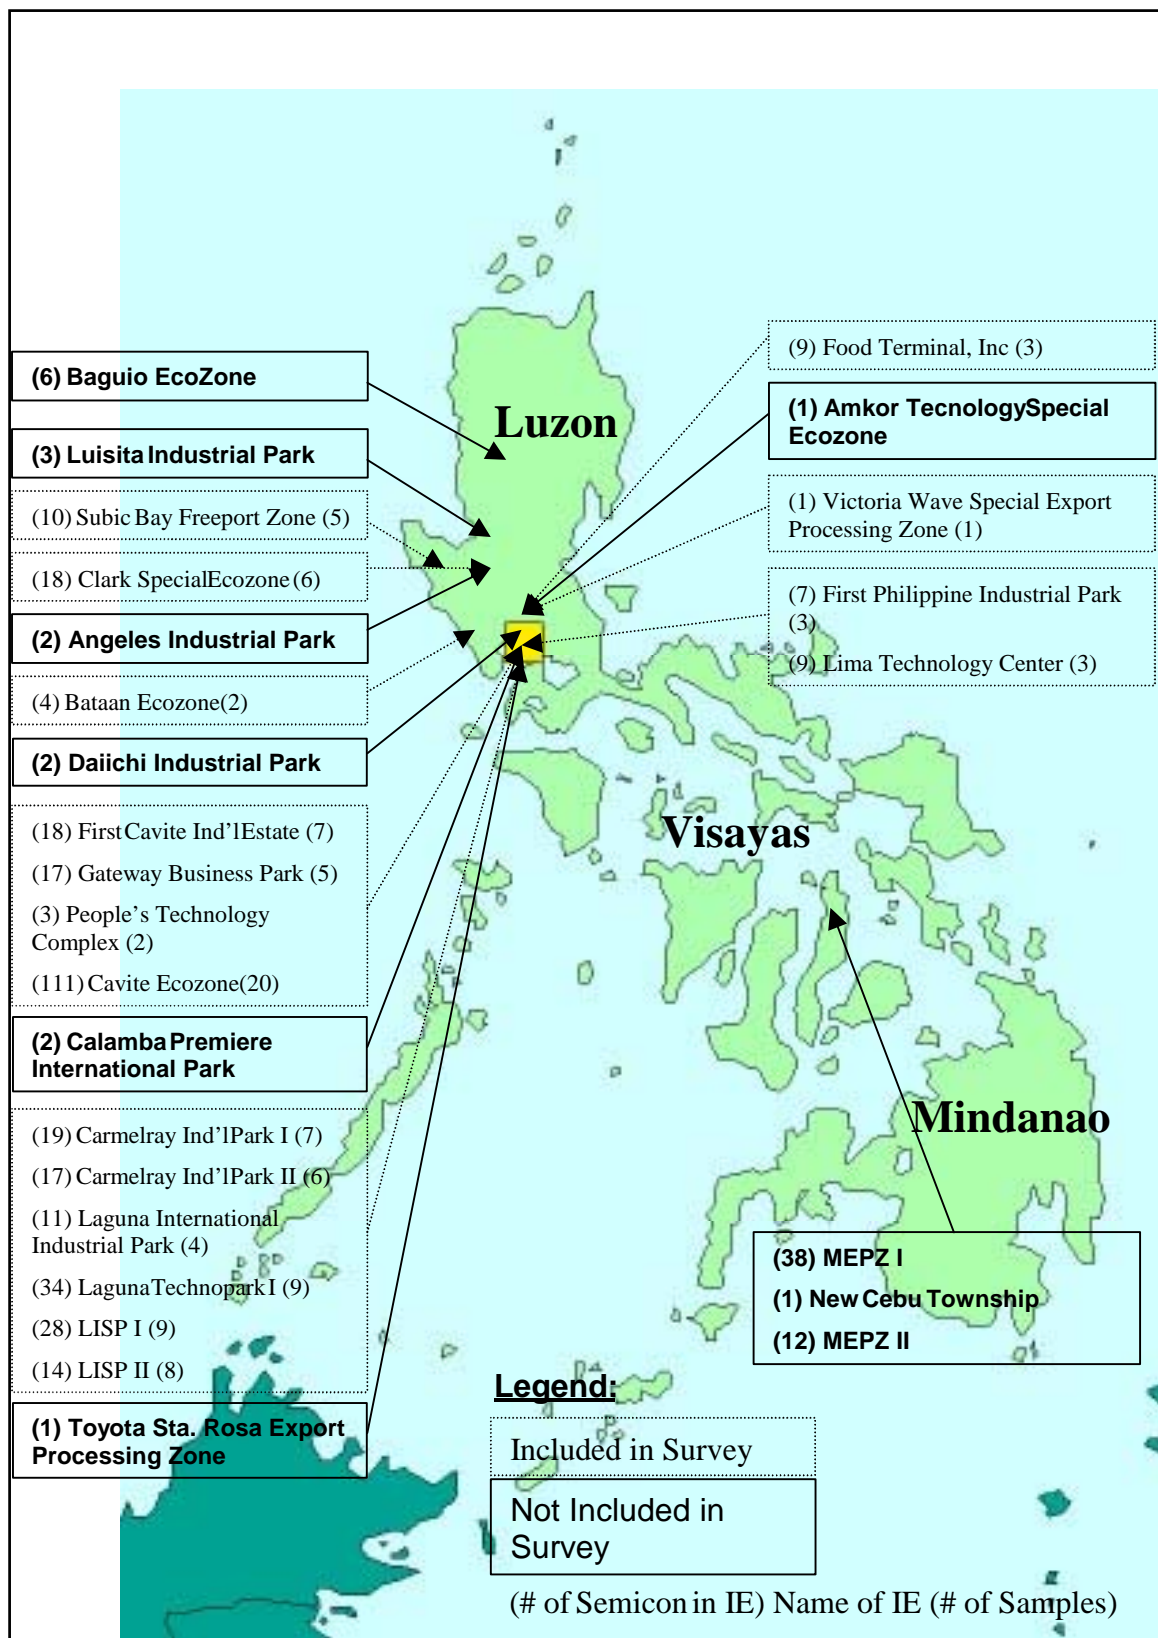 (6) Baguio EcoZone
(3) Luisita Industrial Park
(10) Subic Bay Freeport Zone (5)
(18) Clark Special Ecozone (6)
(2) Angeles Industrial Park
(4) Bataan Ecozone(2)
(2) Daiichi Industrial Park
(18) First Cavite Ind'l Estate (7)
(17) Gateway Business Park (5)
(3) People's Technology
Complex (2)
(111) Cavite Ecozone(20)
(2) Calamba Premiere
International Park
(19) Carmelray Ind'l Park I (7)
(17) Carmelray Ind'l Park II (6)
(11) Laguna International
Industrial Park (4)
(34) Laguna Technopark I (9)
(28) LISP I (9)
(14) LISP II (8)
(1) Toyota Sta. Rosa Export
Processing Zone
Luzon
Visayas
Mindanao
(9) Food Terminal, Inc (3)
(1) Amkor Tecnology Special
Ecozone
(1) Victoria Wave Special Export
Processing Zone (1)
(7) First Philippine Industrial Park
(3)
(9) Lima Technology Center (3)
(38) MEPZ I
(1) New Cebu Township
(12) MEPZ II
Legend:
Included in Survey
Not Included in
Survey
(# of Semicon in IE) Name of IE (# of Samples)